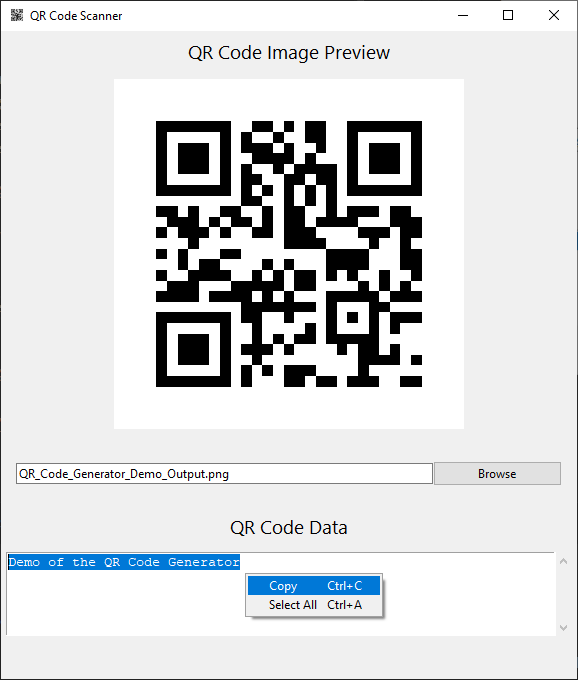 QR Code Scanner
QR Code Image Preview
QR_Code_Generator_Demo_Output.png
Browse
QR Code Data
Demo of the QR Code Generator
Copy Ctrl+C
Select All Ctrl+A